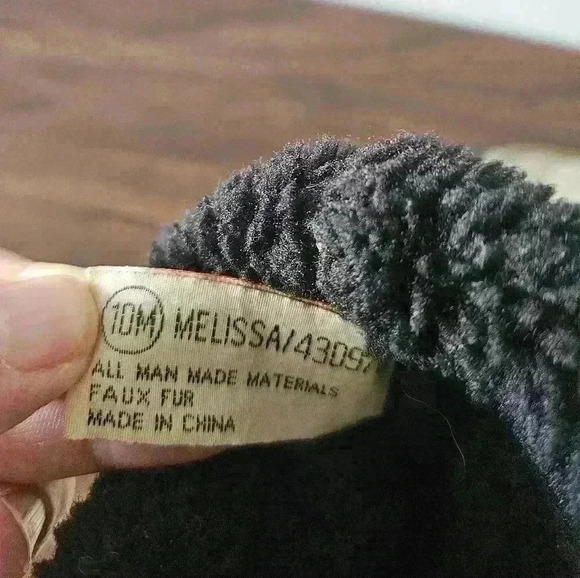 10M MELISSA/43097
ALL MAN MADE MATERIALS
FAUX FUR
MADE IN CHINA